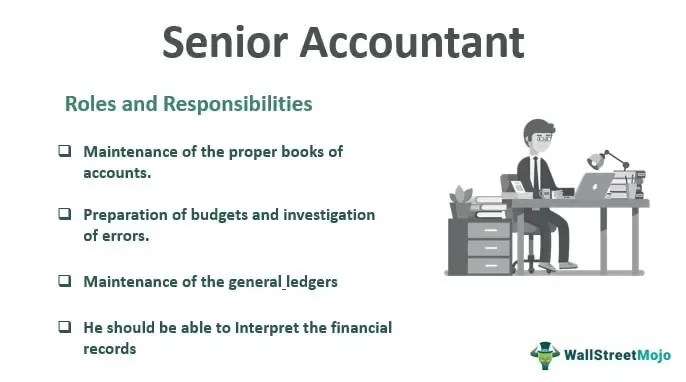 Senior Accountant
Roles and Responsibilities
❑ Maintenance of the proper books of
accounts.
❑ Preparation of budgets and investigation
of errors.
❑ Maintenance of the general ledgers
❑ He should be able to Interpret the financial
records
WallStreetMojo